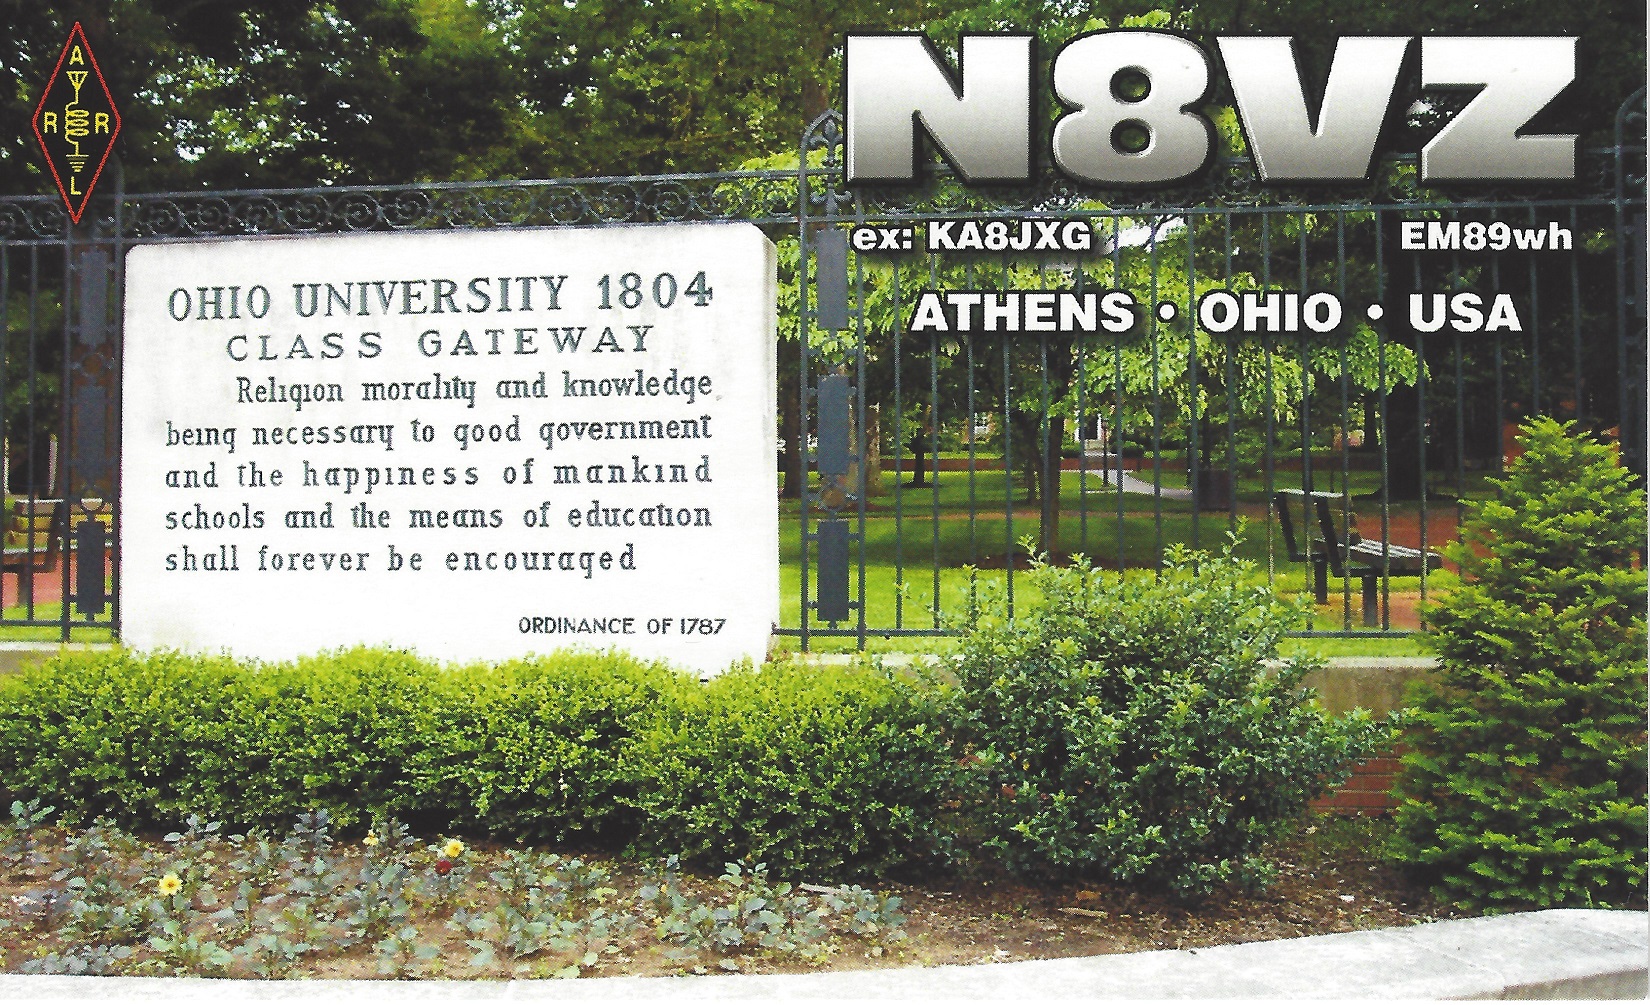 A
R R
L
N8VZ
ex: KA8JXG EM89wh
ATHENS • OHIO • USA
OHIO UNIVERSITY 1804
CLASS GATEWAY
Religion morality and knowledge
being necessary to good government
and the happiness of mankind
schools and the means of education
shall forever be encouraged
ORDINANCE OF 1787